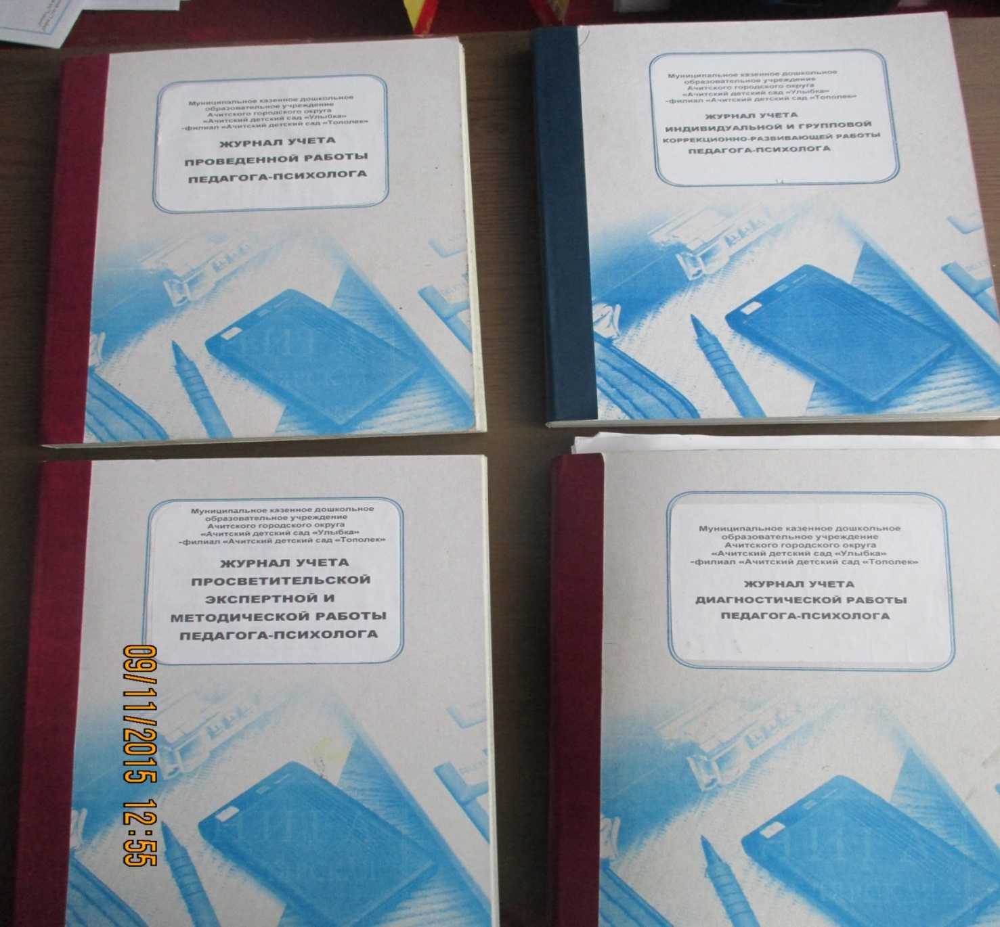 Муниципальное казенное дошкольное
образовательное учреждение
Ачитского городского округа
«Ачитский детский сад «Улыбка»
-филиал «Ачитский детский сад «Тополек»
ЖУРНАЛ УЧЕТА
ПРОВЕДЕННОЙ РАБОТЫ
ПЕДАГОГА-ПСИХОЛОГА
Муниципальное казенное дошкольное
образовательное учреждение
Ачитского городского округа
«Ачитский детский сад «Улыбка»
-филиал «Ачитский детский сад «Тополек»
ЖУРНАЛ УЧЕТА
ИНДИВИДУАЛЬНОЙ И ГРУППОВОЙ
КОРРЕКЦИОННО-РАЗВИВАЮЩЕЙ РАБОТЫ
ПЕДАГОГА-ПСИХОЛОГА
Муниципальное казенное дошкольное
образовательное учреждение
Ачитского городского округа
«Ачитский детский сад «Улыбка»
-филиал «Ачитский детский сад «Тополек»
ЖУРНАЛ УЧЕТА
ПРОСВЕТИТЕЛЬСКОЙ
ЭКСПЕРТНОЙ И
МЕТОДИЧЕСКОЙ РАБОТЫ
ПЕДАГОГА-ПСИХОЛОГА
Муниципальное казенное дошкольное
образовательное учреждение
Ачитского городского округа
«Ачитский детский сад «Улыбка»
-филиал «Ачитский детский сад «Тополек»
ЖУРНАЛ УЧЕТА
ДИАГНОСТИЧЕСКОЙ РАБОТЫ
ПЕДАГОГА-ПСИХОЛОГА
09/11/2015 12:55